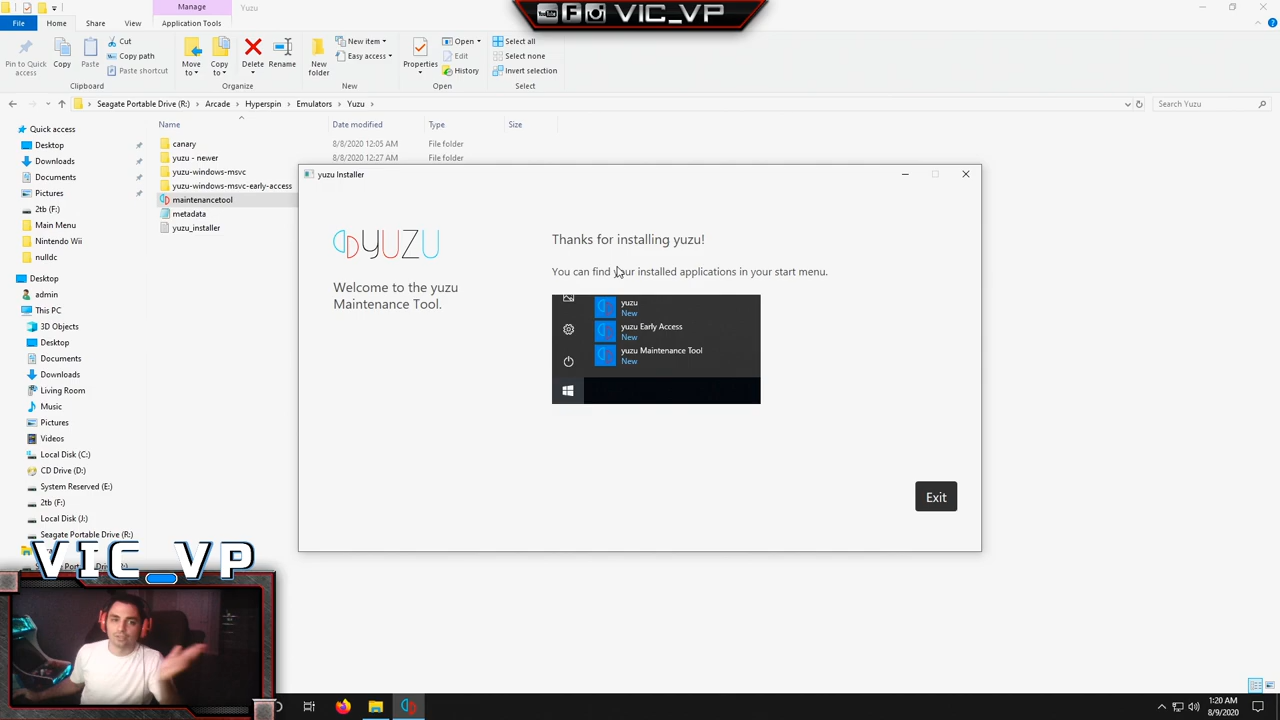 Manage
Yuzu
VIC_VP
File
Home
Share
View
Application Tools
Pin to Quick access
Copy
Paste
Cut
Copy path
Paste shortcut
Clipboard
Move to
Copy to
Delete
Rename
Organize
New folder
New item
Easy access
New
Properties
Open
Edit
History
Open
Select all
Select none
Invert selection
Select
Seagate Portable Drive (R:) > Arcade > Hyperspin > Emulators > Yuzu >
Search Yuzu
Name
Date modified
Type
Size
canary 8/8/2020 12:05 AM File folder
yuzu - newer 8/8/2020 12:27 AM File folder
yuzu-windows-msvc
yuzu-windows-msvc-early-access
maintenancetool
metadata
yuzu_installer
Quick access
Desktop
Downloads
Documents
Pictures
2tb (F:)
Main Menu
Nintendo Wii
nulldc
Desktop
admin
This PC
3D Objects
Desktop
Documents
Downloads
Living Room
Music
Pictures
Videos
Local Disk (C:)
CD Drive (D:)
System Reserved (E:)
2tb (F:)
Local Disk (J:)
Seagate Portable Drive (R:)
yuzu Installer
YUZU
Welcome to the yuzu
Maintenance Tool.
Thanks for installing yuzu!
You can find your installed applications in your start menu.
yuzu
New
yuzu Early Access
New
yuzu Maintenance Tool
New
Exit
VIC_VP
1:20 AM
8/9/2020